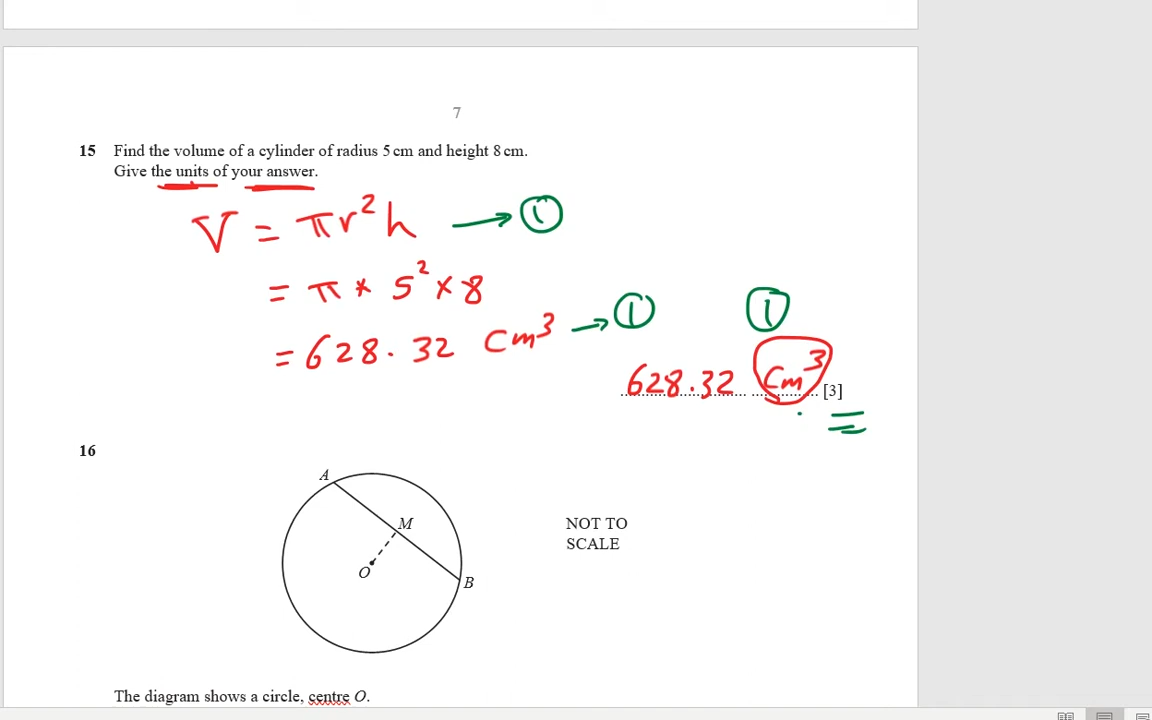 7
15 Find the volume of a cylinder of radius 5 cm and height 8 cm.
Give the units of your answer.
V = πr²h → ①
= π * 5² × 8
= 628.32 Cm³ → ① ①
628.32 Cm³ [3]
16
A
M
NOT TO
SCALE
O
B
The diagram shows a circle, centre O.